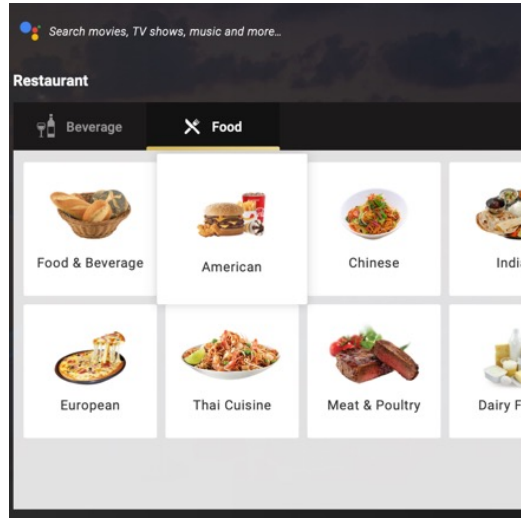 Search movies, TV shows, music and more...
Restaurant
Beverage
Food
Food & Beverage
American
Chinese
European
Thai Cuisine
Meat & Poultry
Dairy